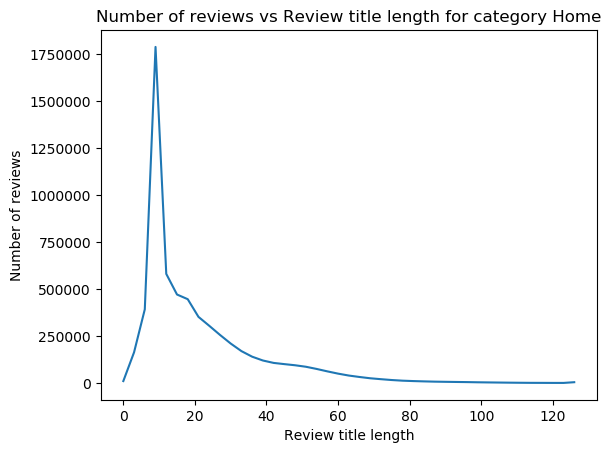 Number of reviews vs Review title length for category Home
1750000
1500000
1250000
1000000
750000
500000
250000
0
Number of reviews
0 20 40 60 80 100 120
Review title length